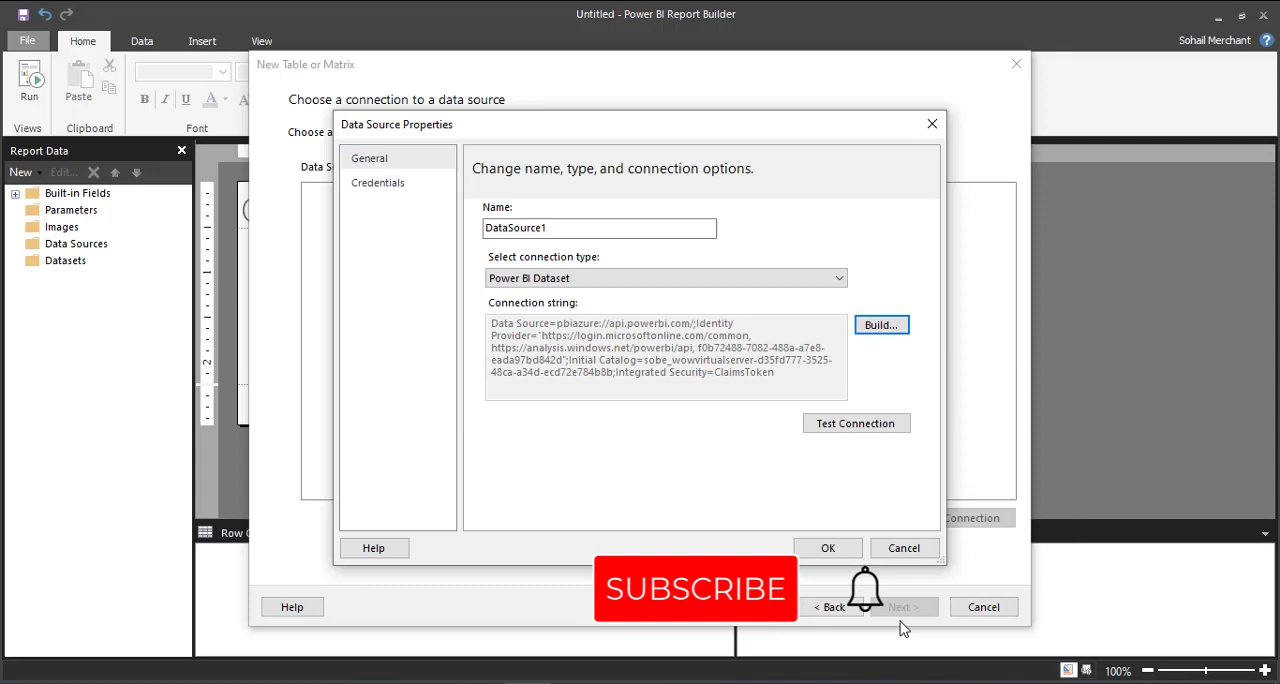 Untitled - Power BI Report Builder
File
Home
Data
Insert
View
Sohail Merchant
Run
Paste
B
I
U
A
A
Views
Clipboard
Font
New Table or Matrix
Choose a connection to a data source
Choose a
Data S
Connection
Help
< Back
Next >
Cancel
Report Data
New
Edit...
Built-in Fields
Parameters
Images
Data Sources
Datasets
Data Source Properties
General
Credentials
Change name, type, and connection options.
Name:
DataSource1
Select connection type:
Power BI Dataset
Connection string:
Data Source=pbiazure://api.powerbi.com/;Identity
Provider="https://login.microsoftonline.com/common,
https://analysis.windows.net/powerbi/api, f0b72488-7082-488a-a7e8-
eada97bd842d";Initial Catalog=sobe_wowvirtualserver-d35fd777-3525-
48ca-a34d-ecd72e784b8b;Integrated Security=ClaimsToken
Build...
Test Connection
Help
OK
Cancel
SUBSCRIBE
Row
100%